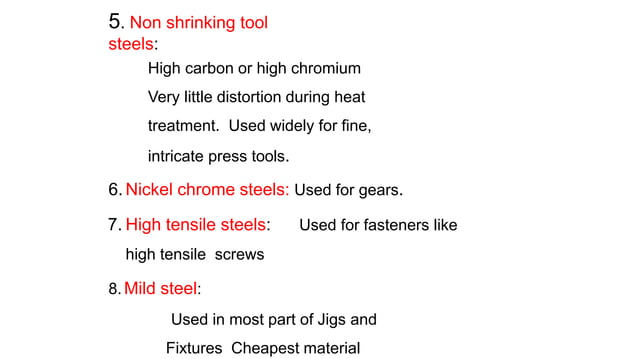 5. Non shrinking tool
steels:
High carbon or high chromium
Very little distortion during heat
treatment. Used widely for fine,
intricate press tools.
6. Nickel chrome steels: Used for gears.
7. High tensile steels: Used for fasteners like
high tensile screws
8. Mild steel:
Used in most part of Jigs and
Fixtures Cheapest material